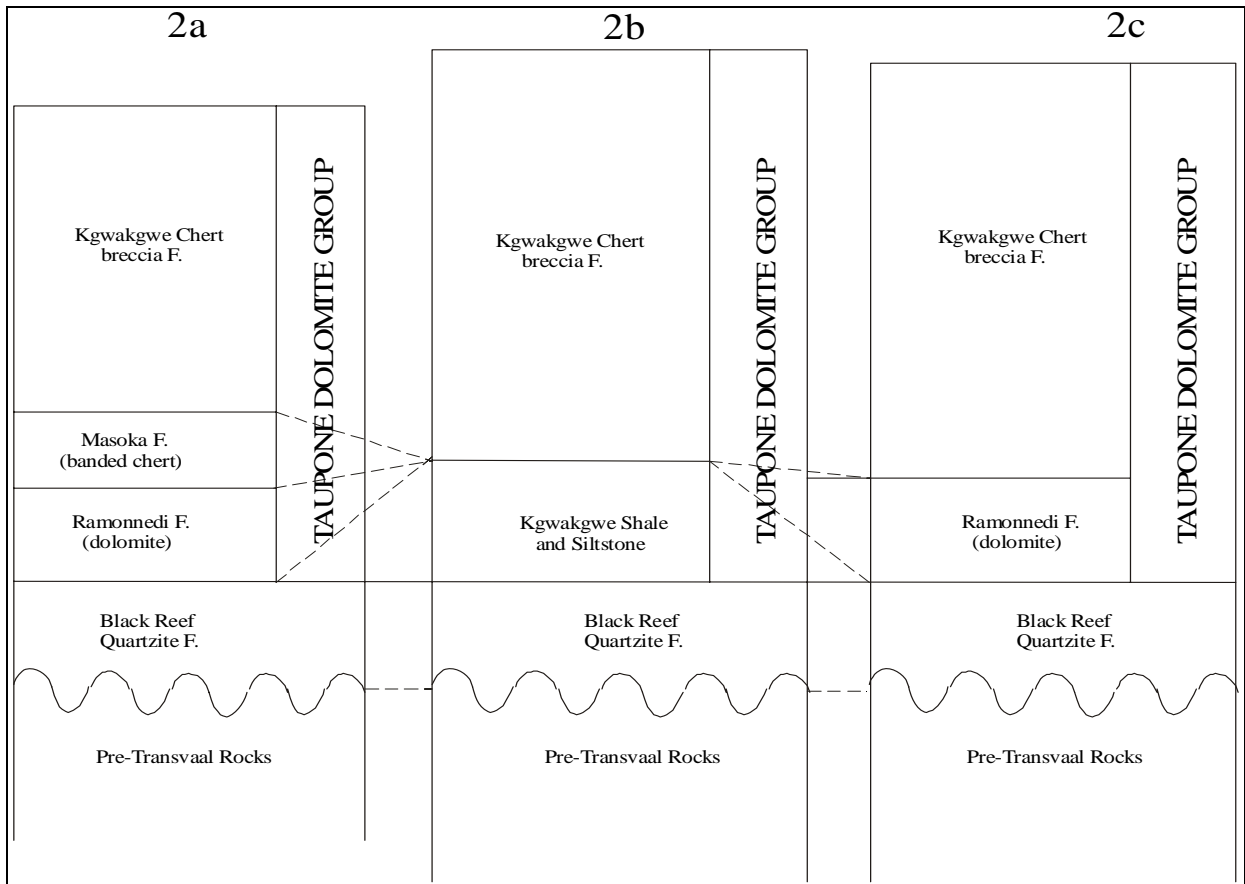 2a
2b
2c
Kgwakgwe Chert
breccia F.
Masoka F.
(banded chert)
Ramonnedi F.
(dolomite)
TAUPONE DOLOMITE GROUP
Black Reef
Quartzite F.
Pre-Transvaal Rocks
Kgwakgwe Chert
breccia F.
Kgwakgwe Shale
and Siltstone
TAUPONE DOLOMITE GROUP
Black Reef
Quartzite F.
Pre-Transvaal Rocks
Kgwakgwe Chert
breccia F.
Ramonnedi F.
(dolomite)
TAUPONE DOLOMITE GROUP
Black Reef
Quartzite F.
Pre-Transvaal Rocks